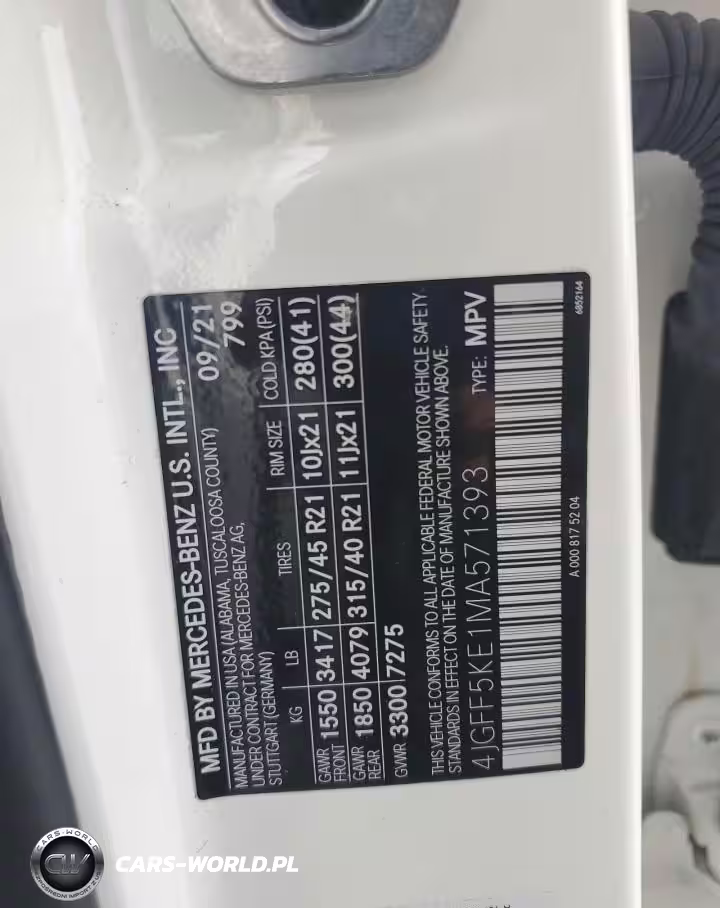 MFD BY MERCEDES-BENZ U.S. INTL., INC
MANUFACTURED IN USA (ALABAMA, TUSCALOOSA COUNTY) 09/21
UNDER CONTRACT FOR MERCEDES-BENZ AG, 799
STUTTGART (GERMANY)
KG LB TIRES RIM SIZE COLD KPA (PSI)
GAWR FRONT 1550 3417 275/45 R21 10Jx21 280(41)
GAWR REAR 1850 4079 315/40 R21 11Jx21 300(44)
GVWR 3300 7275
THIS VEHICLE CONFORMS TO ALL APPLICABLE FEDERAL MOTOR VEHICLE SAFETY
STANDARDS IN EFFECT ON THE DATE OF MANUFACTURE SHOWN ABOVE.
4JGFF5KE1MA571393 TYPE: MPV
A 000 817 52 04 6852164
CARS-WORLD
CW
CARS-WORLD.PL